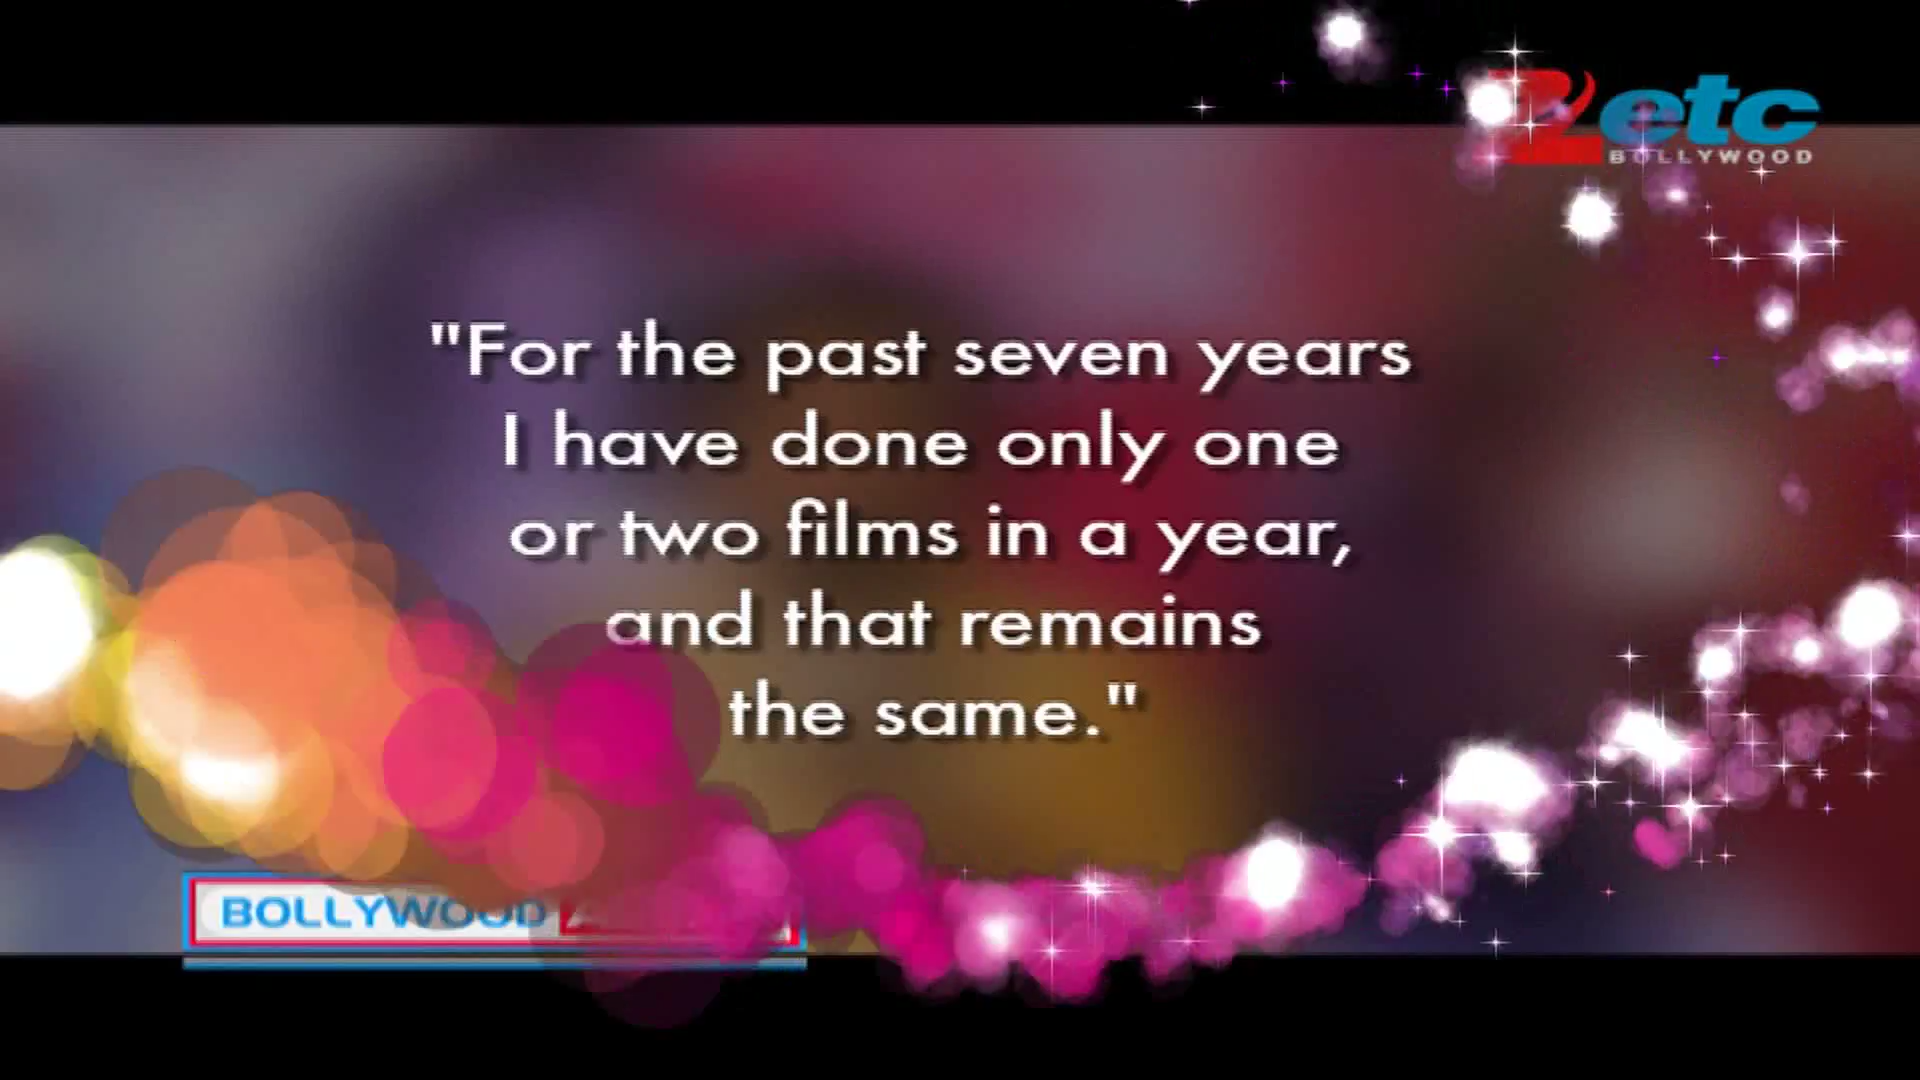 etc
BOLLYWOOD
"For the past seven years
I have done only one
or two films in a year,
and that remains
the same."
BOLLYWOOD